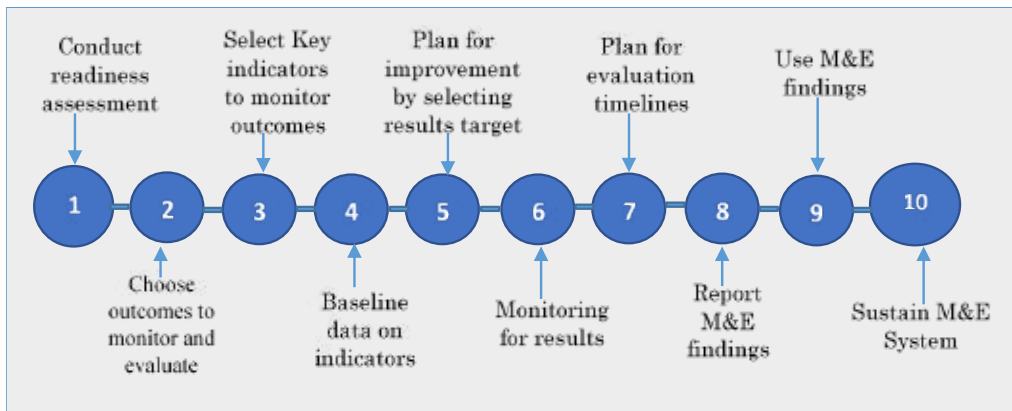 Conduct
readiness
assessment
Select Key
indicators
to monitor
outcomes
Plan for
improvement
by selecting
results target
Plan for
evaluation
timelines
Use M&E
findings
1
2
3
4
5
6
7
8
9
10
Choose
outcomes to
monitor and
evaluate
Baseline
data on
indicators
Monitoring
for results
Report
M&E
findings
Sustain M&E
System